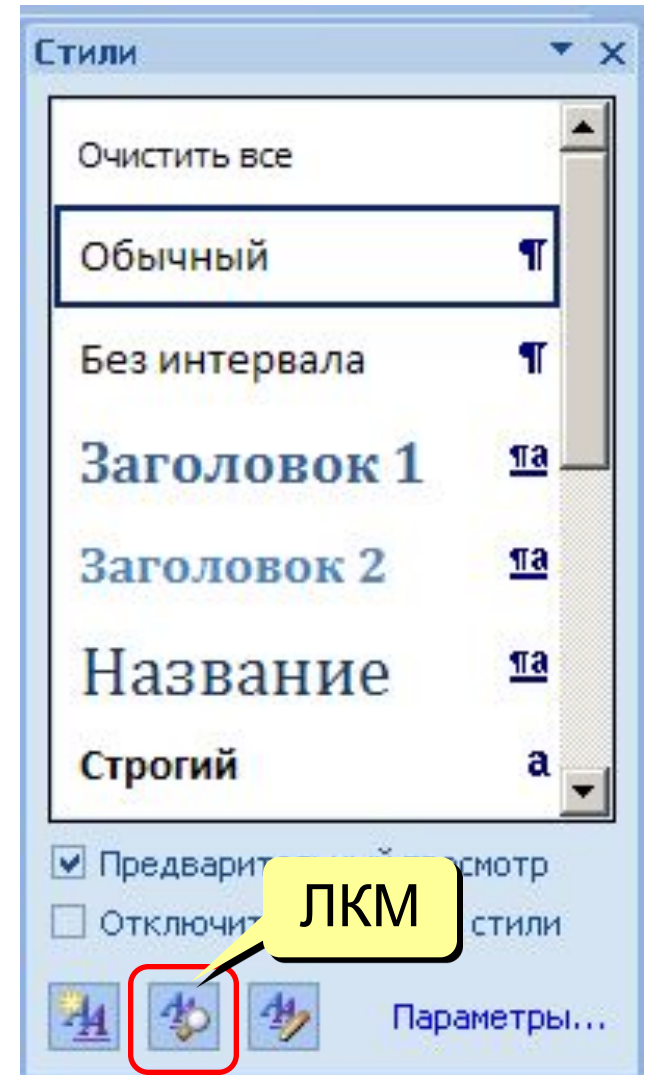 Стили
Очистить все
Обычный ¶
Без интервала ¶
Заголовок 1 ¶a
Заголовок 2 ¶a
Название ¶a
Строгий a
стили
ЛКМ
Параметры...